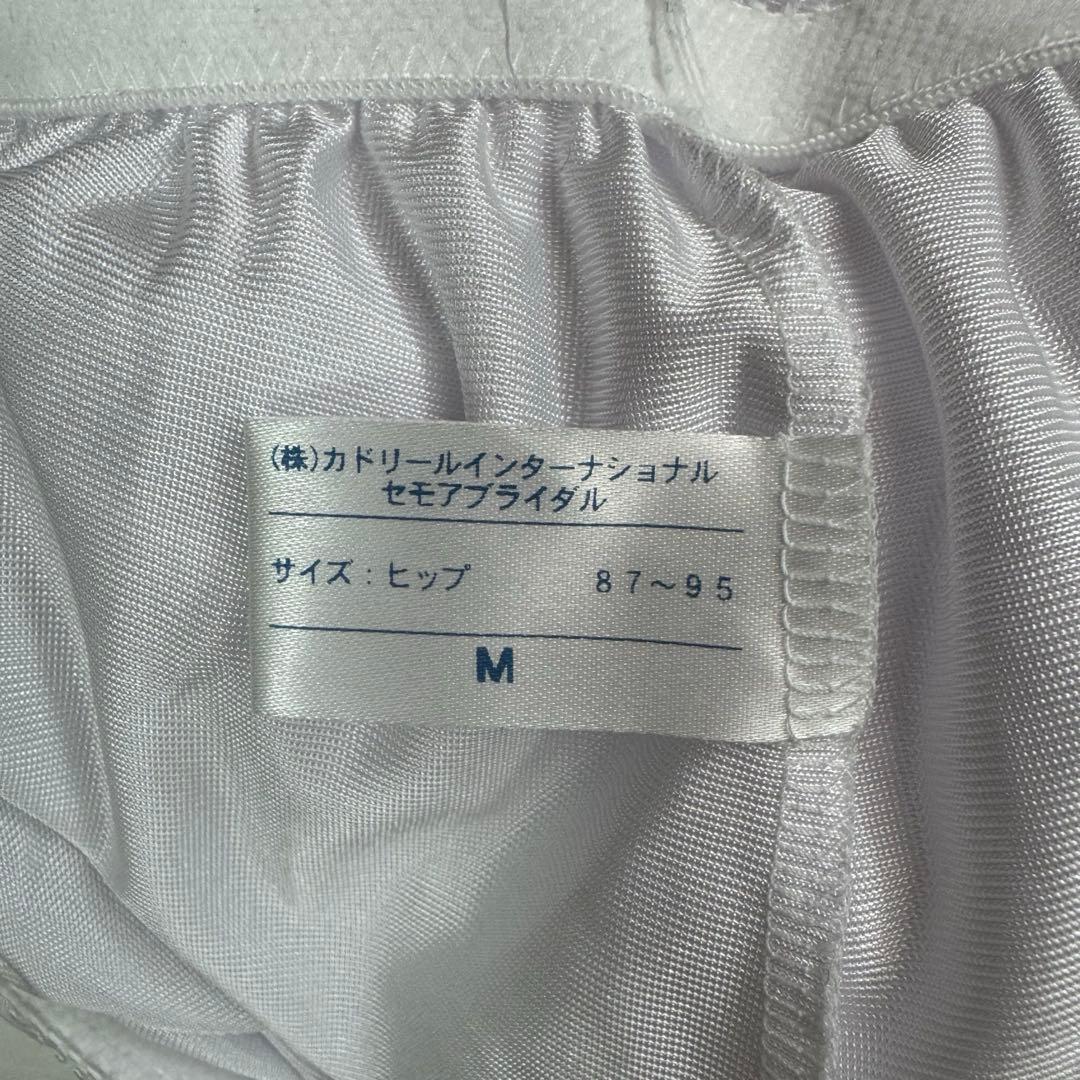 (株)カドリールインターナショナル
セモアブライダル
サイズ：ヒップ　８７～９５
M